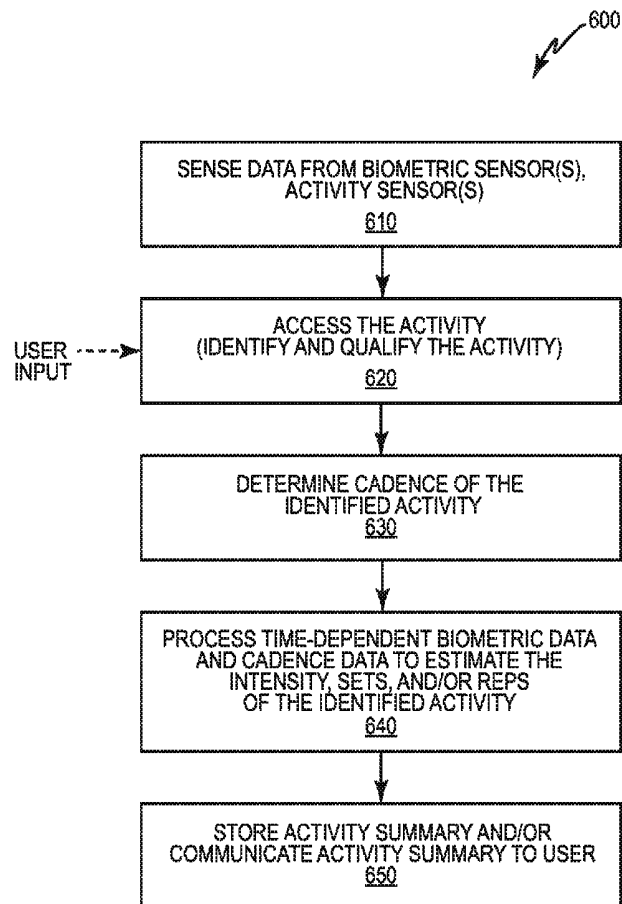 600
SENSE DATA FROM BIOMETRIC SENSOR(S),
ACTIVITY SENSOR(S)
610
ACCESS THE ACTIVITY
(IDENTIFY AND QUALIFY THE ACTIVITY)
620
USER
INPUT
DETERMINE CADENCE OF THE
IDENTIFIED ACTIVITY
630
PROCESS TIME-DEPENDENT BIOMETRIC DATA
AND CADENCE DATA TO ESTIMATE THE
INTENSITY, SETS, AND/OR REPS
OF THE IDENTIFIED ACTIVITY
640
STORE ACTIVITY SUMMARY AND/OR
COMMUNICATE ACTIVITY SUMMARY TO USER
650